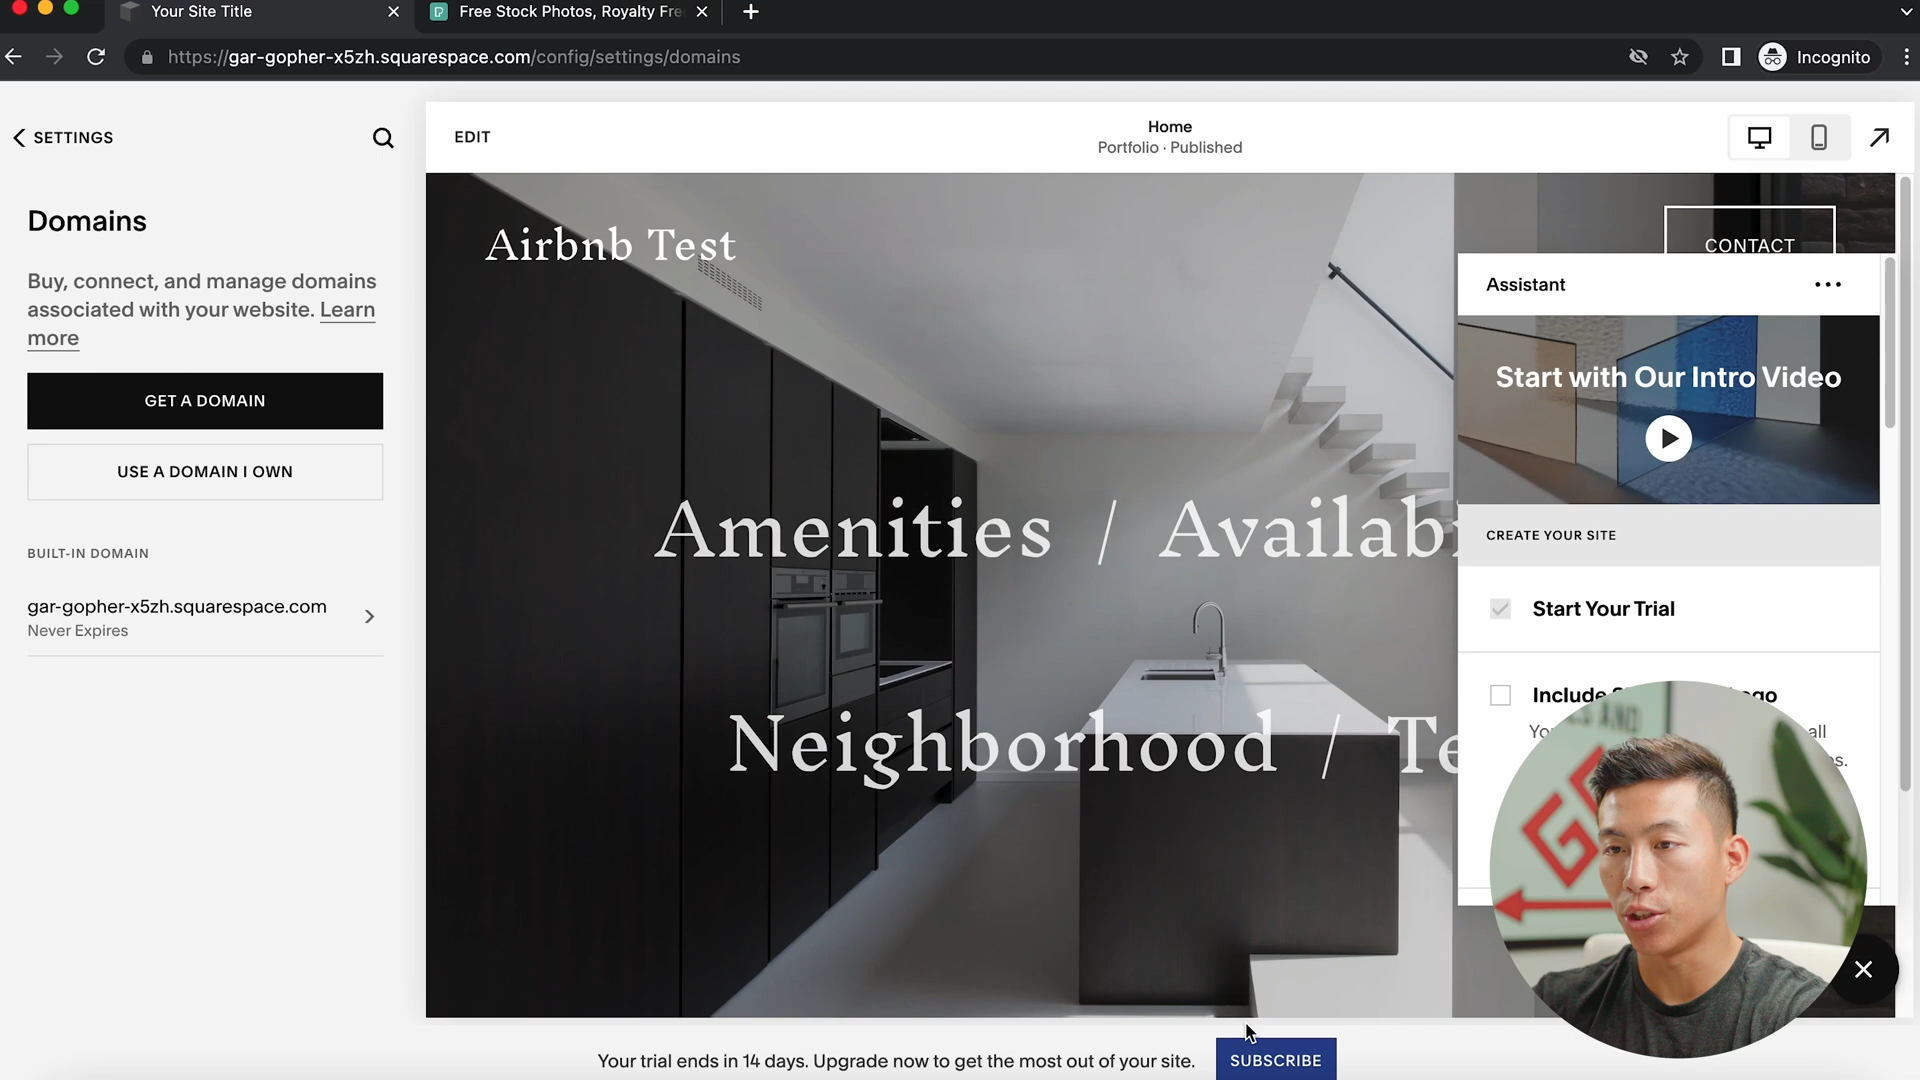 Your Site Title
Free Stock Photos, Royalty Fre
https://gar-gopher-x5zh.squarespace.com/config/settings/domains
Incognito
SETTINGS
EDIT
Home
Portfolio · Published
Domains
Buy, connect, and manage domains
associated with your website. Learn
more
GET A DOMAIN
USE A DOMAIN I OWN
BUILT-IN DOMAIN
gar-gopher-x5zh.squarespace.com
Never Expires
Airbnb Test
CONTACT
Amenities / Availab
Neighborhood / Te
Assistant
Start with Our Intro Video
CREATE YOUR SITE
Start Your Trial
Include
Your trial ends in 14 days. Upgrade now to get the most out of your site.
SUBSCRIBE